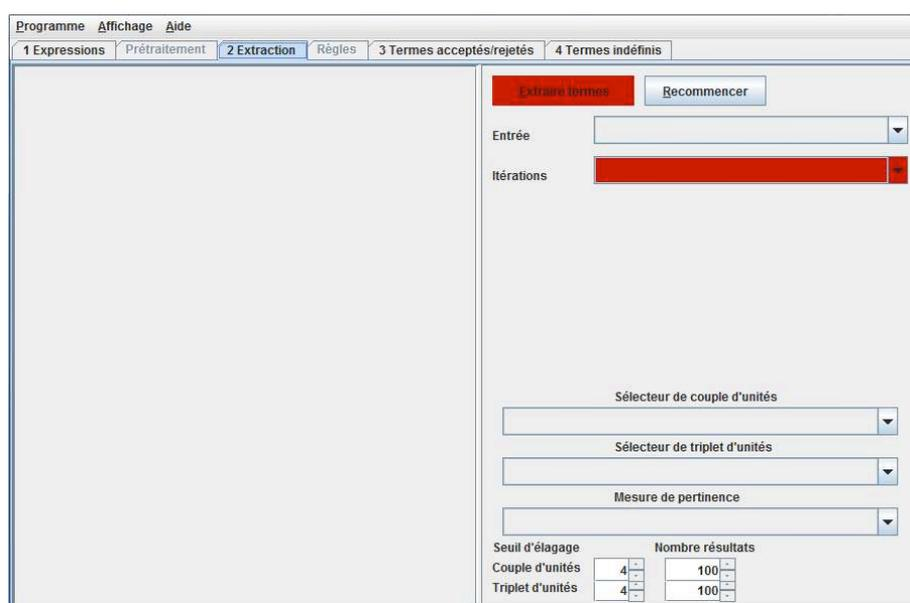 Programme Affichage Aide
1 Expressions Prétraitement 2 Extraction Règles 3 Termes acceptés/rejetés 4 Termes indéfinis
Extraire termes Recommencer
Entrée
Itérations
Sélecteur de couple d'unités
Sélecteur de triplet d'unités
Mesure de pertinence
Seuil d'élagage Nombre résultats
Couple d'unités 4 100
Triplet d'unités 4 100